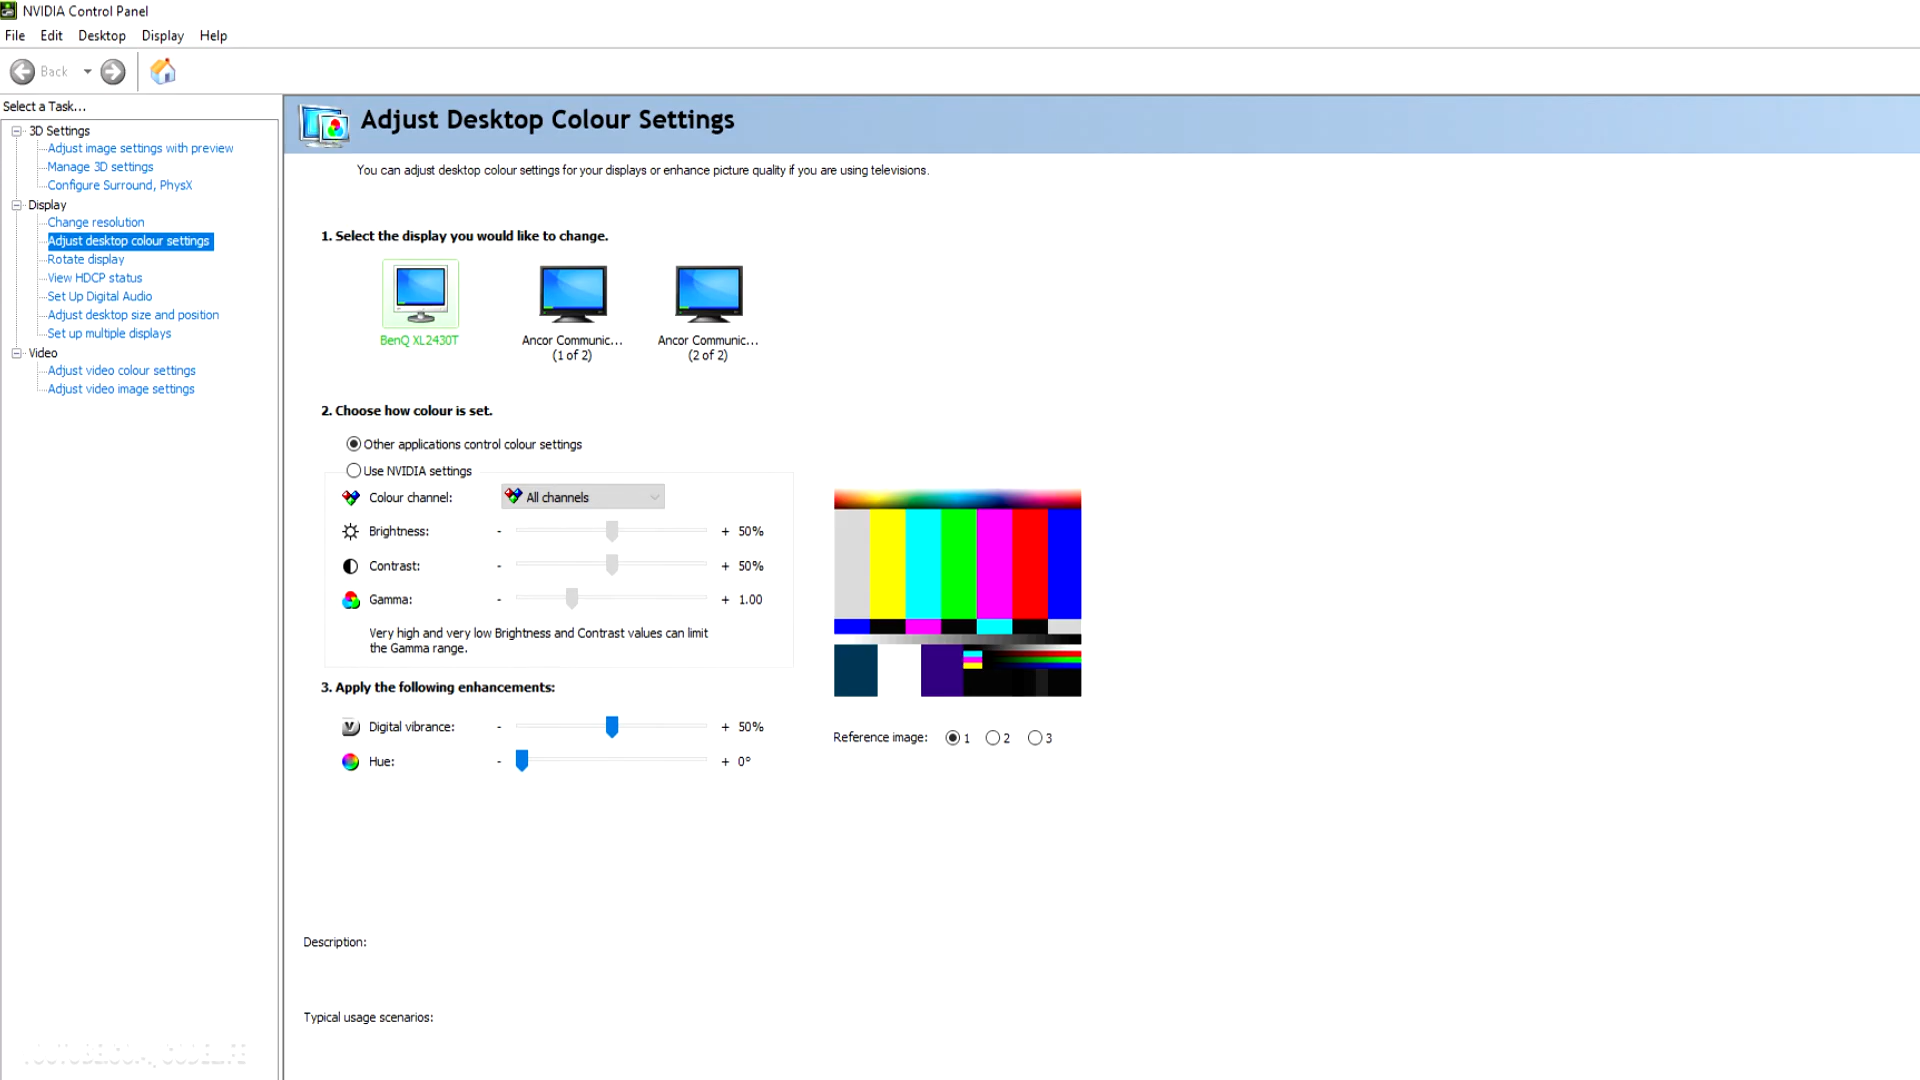 NVIDIA Control Panel
File Edit Desktop Display Help
Back
Select a Task...
3D Settings
Adjust image settings with preview
Manage 3D settings
Configure Surround, PhysX
Display
Change resolution
Adjust desktop colour settings
Rotate display
View HDCP status
Set Up Digital Audio
Adjust desktop size and position
Set up multiple displays
Video
Adjust video colour settings
Adjust video image settings
Adjust Desktop Colour Settings
You can adjust desktop colour settings for your displays or enhance picture quality if you are using televisions.
1. Select the display you would like to change.
BenQ XL2430T
Ancor Communic...
(1 of 2)
Ancor Communic...
(2 of 2)
2. Choose how colour is set.
Other applications control colour settings
Use NVIDIA settings
Colour channel: All channels
Brightness: - + 50%
Contrast: - + 50%
Gamma: - + 1.00
Very high and very low Brightness and Contrast values can limit
the Gamma range.
3. Apply the following enhancements:
Digital vibrance: - + 50%
Hue: - + 0°
Reference image: 1 2 3
Description:
Typical usage scenarios: